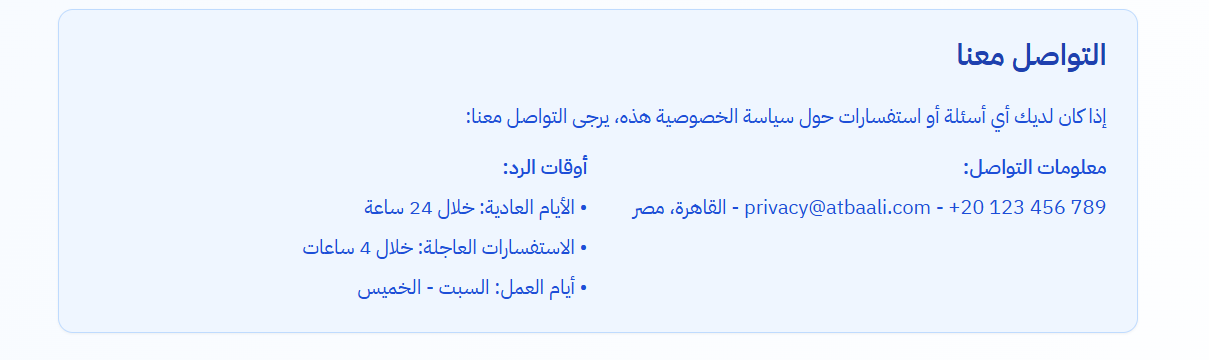 التواصل معنا
إذا كان لديك أي أسئلة أو استفسارات حول سياسة الخصوصية هذه، يرجى التواصل معنا:
معلومات التواصل:
privacy@atbaali.com - +20 123 456 789 - القاهرة، مصر
أوقات الرد:
• الأيام العادية: خلال 24 ساعة
• الاستفسارات العاجلة: خلال 4 ساعات
• أيام العمل: السبت - الخميس